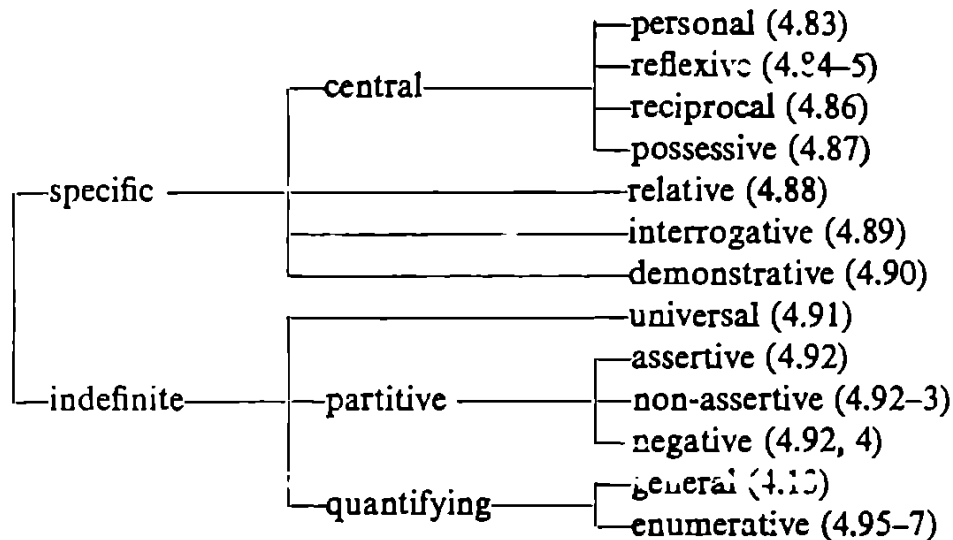 personal (4.83)
reflexive (4.84–5)
central
reciprocal (4.86)
possessive (4.87)
specific
relative (4.88)
interrogative (4.89)
demonstrative (4.90)
universal (4.91)
assertive (4.92)
indefinite
partitive
non-assertive (4.92–3)
negative (4.92, 4)
general
quantifying
enumerative (4.95–7)